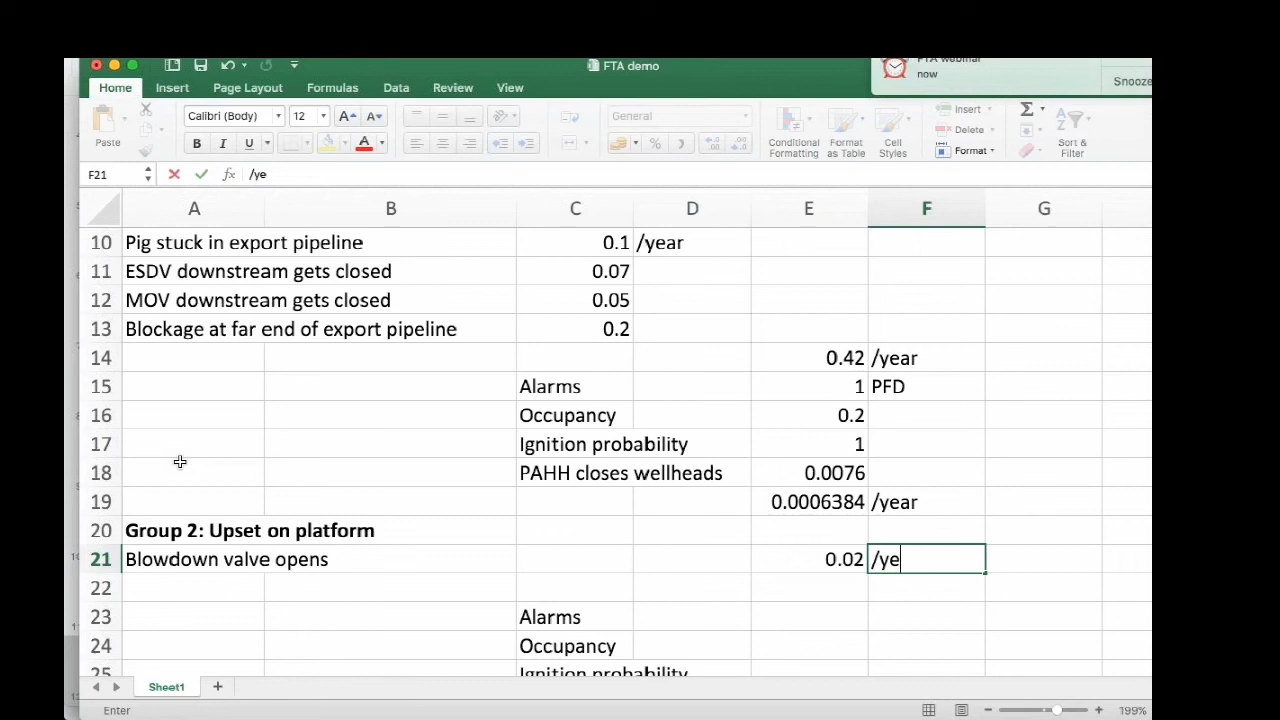 FTA demo
FTA webinar
now
Snooze
Home Insert Page Layout Formulas Data Review View
Paste
Calibri (Body) 12 A A
B I U A
General
%
Conditional Formatting
Format as Table
Cell Styles
Insert
Delete
Format
Σ
Sort & Filter
F21 fx /ye
A B C D E F G
10 Pig stuck in export pipeline 0.1 /year
11 ESDV downstream gets closed 0.07
12 MOV downstream gets closed 0.05
13 Blockage at far end of export pipeline 0.2
14 0.42 /year
15 Alarms 1 PFD
16 Occupancy 0.2
17 Ignition probability 1
18 PAHH closes wellheads 0.0076
19 0.0006384 /year
20 Group 2: Upset on platform
21 Blowdown valve opens 0.02 /ye
22
23 Alarms
24 Occupancy
25 Ignition probability
Sheet1 +
Enter
199%